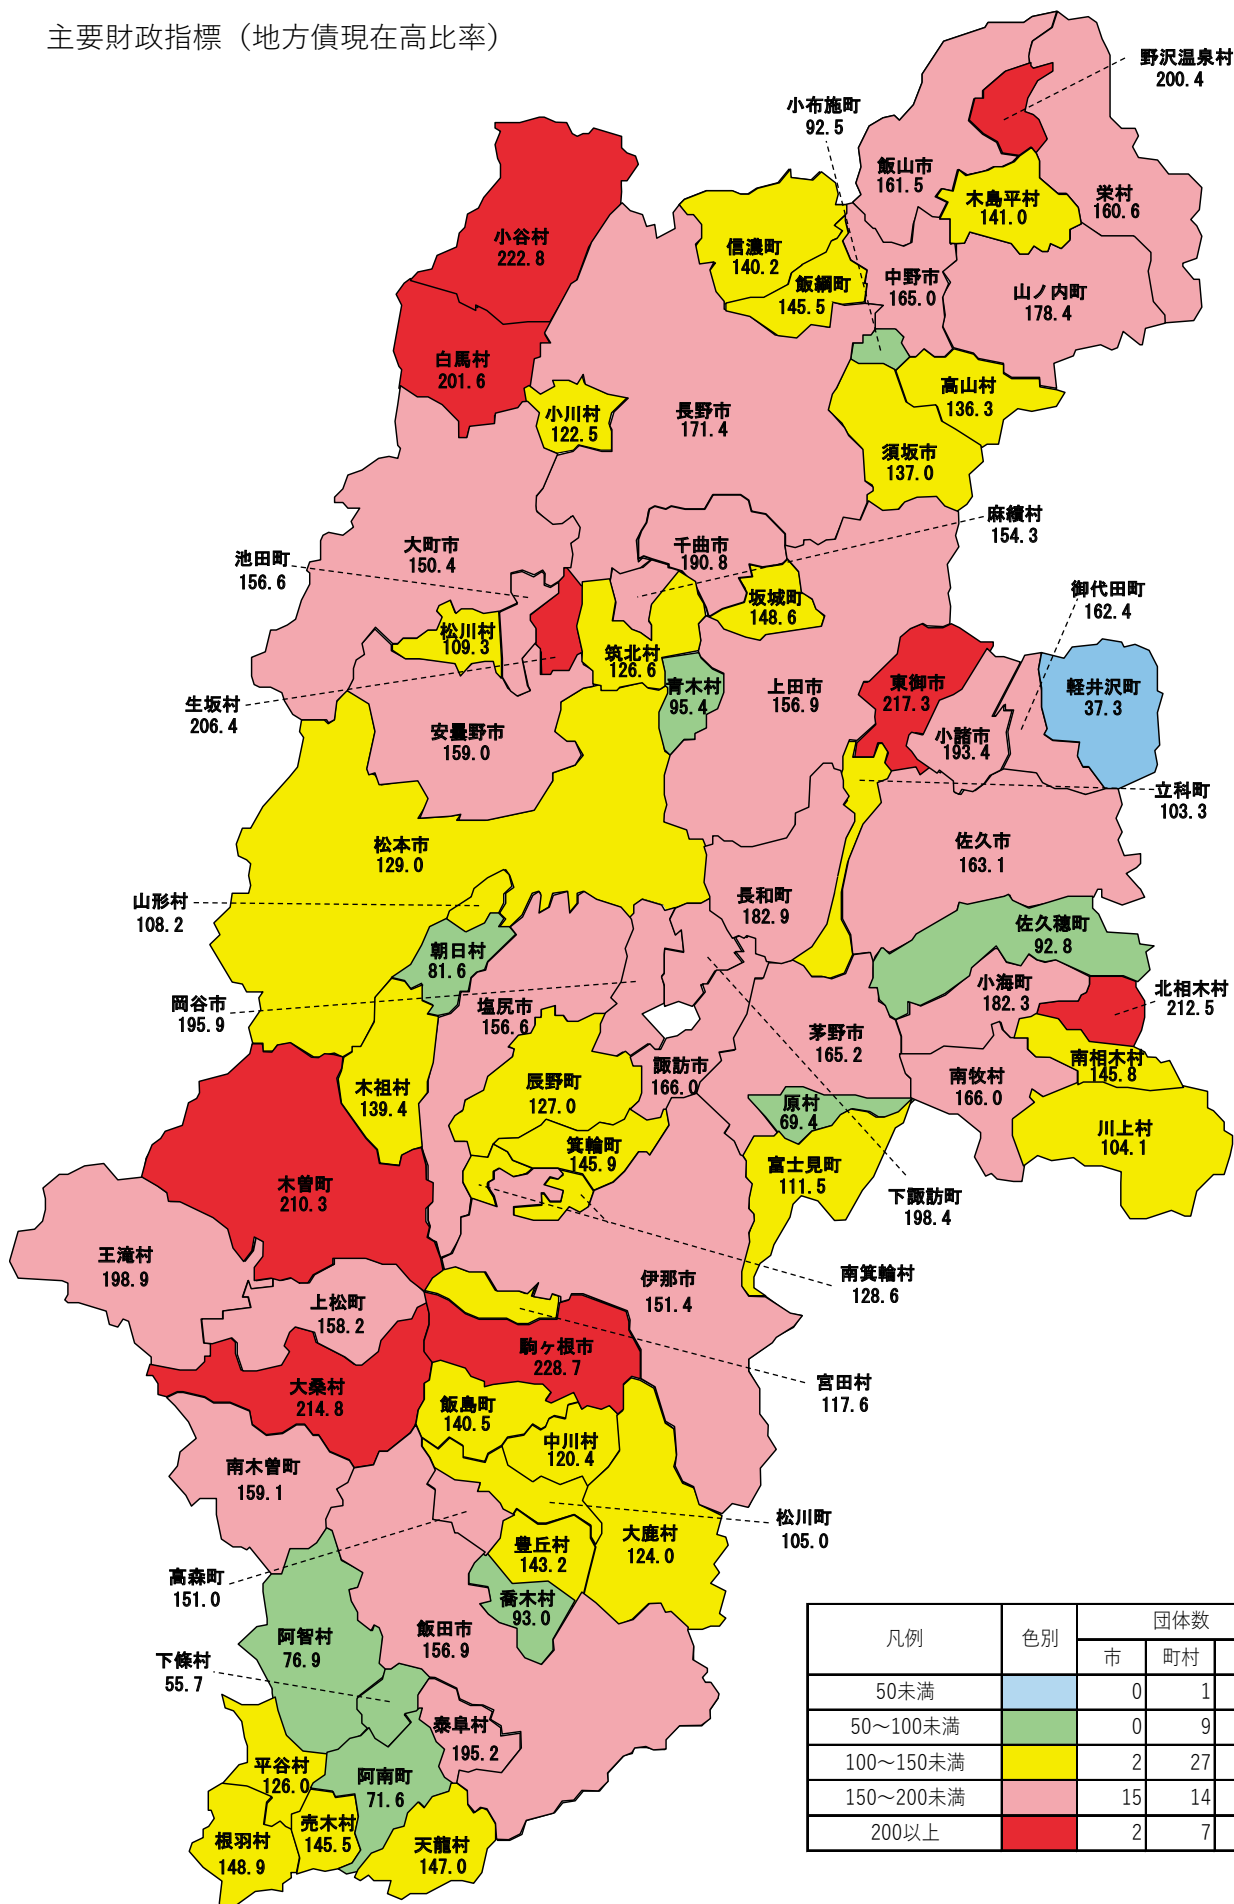 主要財政指標（地方債現在高比率）
野沢温泉村
200.4
小布施町
92.5
飯山市
161.5
木島平村
141.0
栄村
160.6
小谷村
222.8
信濃町
140.2
飯綱町
145.5
中野市
165.0
山ノ内町
178.4
白馬村
201.6
高山村
136.3
小川村
122.5
長野市
171.4
須坂市
137.0
麻績村
154.3
大町市
150.4
千曲市
190.8
池田町
156.6
坂城町
148.6
御代田町
162.4
松川村
109.3
筑北村
126.6
青木村
95.4
上田市
156.9
東御市
217.3
軽井沢町
37.3
生坂村
206.4
安曇野市
159.0
小諸市
193.4
立科町
103.3
松本市
129.0
佐久市
163.1
山形村
108.2
長和町
182.9
朝日村
81.6
佐久穂町
92.8
岡谷市
195.9
塩尻市
156.6
小海町
182.3
北相木村
212.5
茅野市
165.2
木祖村
139.4
辰野町
127.0
諏訪市
166.0
南牧村
166.0
南相木村
145.8
原村
69.4
川上村
104.1
箕輪町
145.9
富士見町
111.5
木曽町
210.3
下諏訪町
198.4
王滝村
198.9
伊那市
151.4
南箕輪村
128.6
上松町
158.2
駒ヶ根市
228.7
宮田村
117.6
大桑村
214.8
飯島町
140.5
中川村
120.4
南木曽町
159.1
松川町
105.0
豊丘村
143.2
大鹿村
124.0
高森町
151.0
喬木村
93.0
阿智村
76.9
飯田市
156.9
下條村
55.7
泰阜村
195.2
平谷村
126.0
阿南町
71.6
売木村
145.5
根羽村
148.9
天龍村
147.0
凡例 色別 団体数
市 町村
50未満 0 1
50～100未満 0 9
100～150未満 2 27
150～200未満 15 14
200以上 2 7